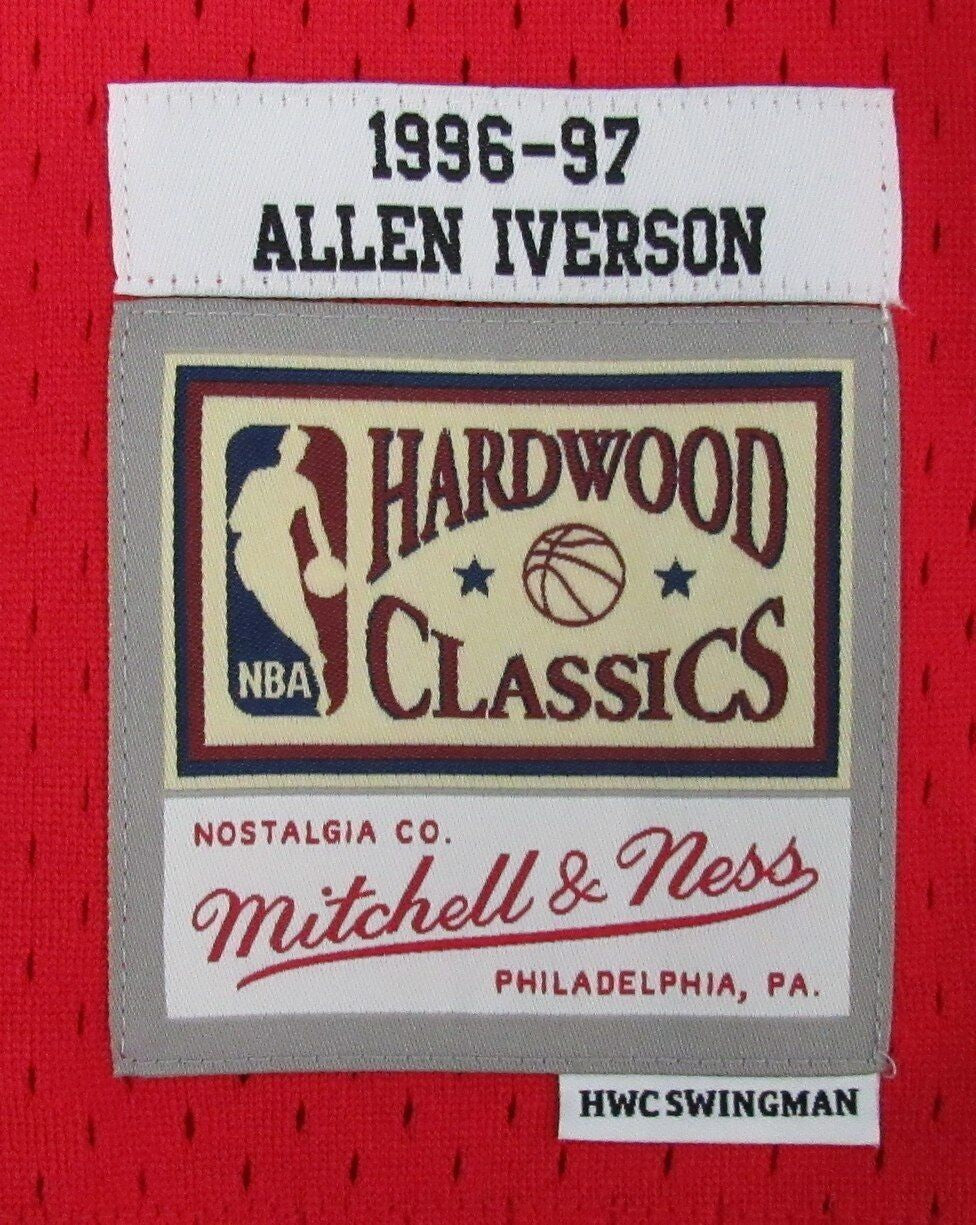 1996-97
ALLEN IVERSON
HARDWOOD
CLASSICS
NBA
NOSTALGIA CO.
Mitchell & Ness
PHILADELPHIA, PA.
HWC SWINGMAN